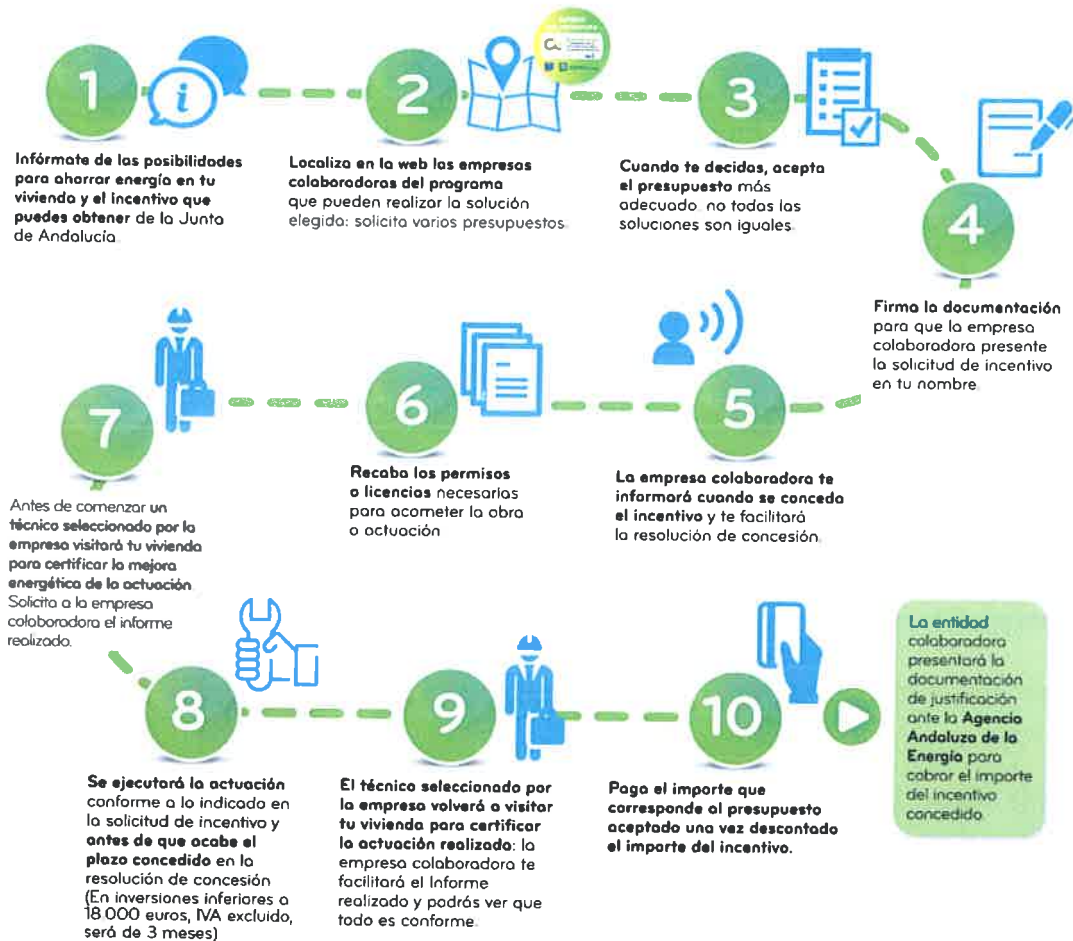 1
Infórmate de las posibilidades
para ahorrar energía en tu
vivienda y el incentivo que
puedes obtener de la Junta
de Andalucía.
2
Localiza en la web las empresas
colaboradoras del programa
que pueden realizar la solución
elegida: solicita varios presupuestos.
3
Cuando te decidas, acepta
el presupuesto más
adecuado. no todas las
soluciones son iguales.
4
Firma la documentación
para que la empresa
colaboradora presente
la solicitud de incentivo
en tu nombre.
5
La empresa colaboradora te
informará cuando se conceda
el incentivo y te facilitará
la resolución de concesión.
6
Recaba los permisos
o licencias necesarias
para acometer la obra
o actuación
7
Antes de comenzar un
técnico seleccionado por la
empresa visitará tu vivienda
para certificar la mejora
energética de la actuación.
Solicita a la empresa
colaboradora el informe
realizado.
8
Se ejecutará la actuación
conforme a lo indicado en
la solicitud de incentivo y
antes de que acabe el
plazo concedido en la
resolución de concesión
(En inversiones inferiores a
18.000 euros, IVA excluido,
será de 3 meses)
9
El técnico seleccionado por
la empresa volverá a visitar
tu vivienda para certificar
la actuación realizada: la
empresa colaboradora te
facilitará el Informe
realizado y podrás ver que
todo es conforme.
10
Paga el importe que
corresponde al presupuesto
aceptado una vez descontado
el importe del incentivo.
La entidad
colaboradora
presentará la
documentación
de justificación
ante la Agencia
Andaluza de la
Energía para
cobrar el importe
del incentivo
concedido.